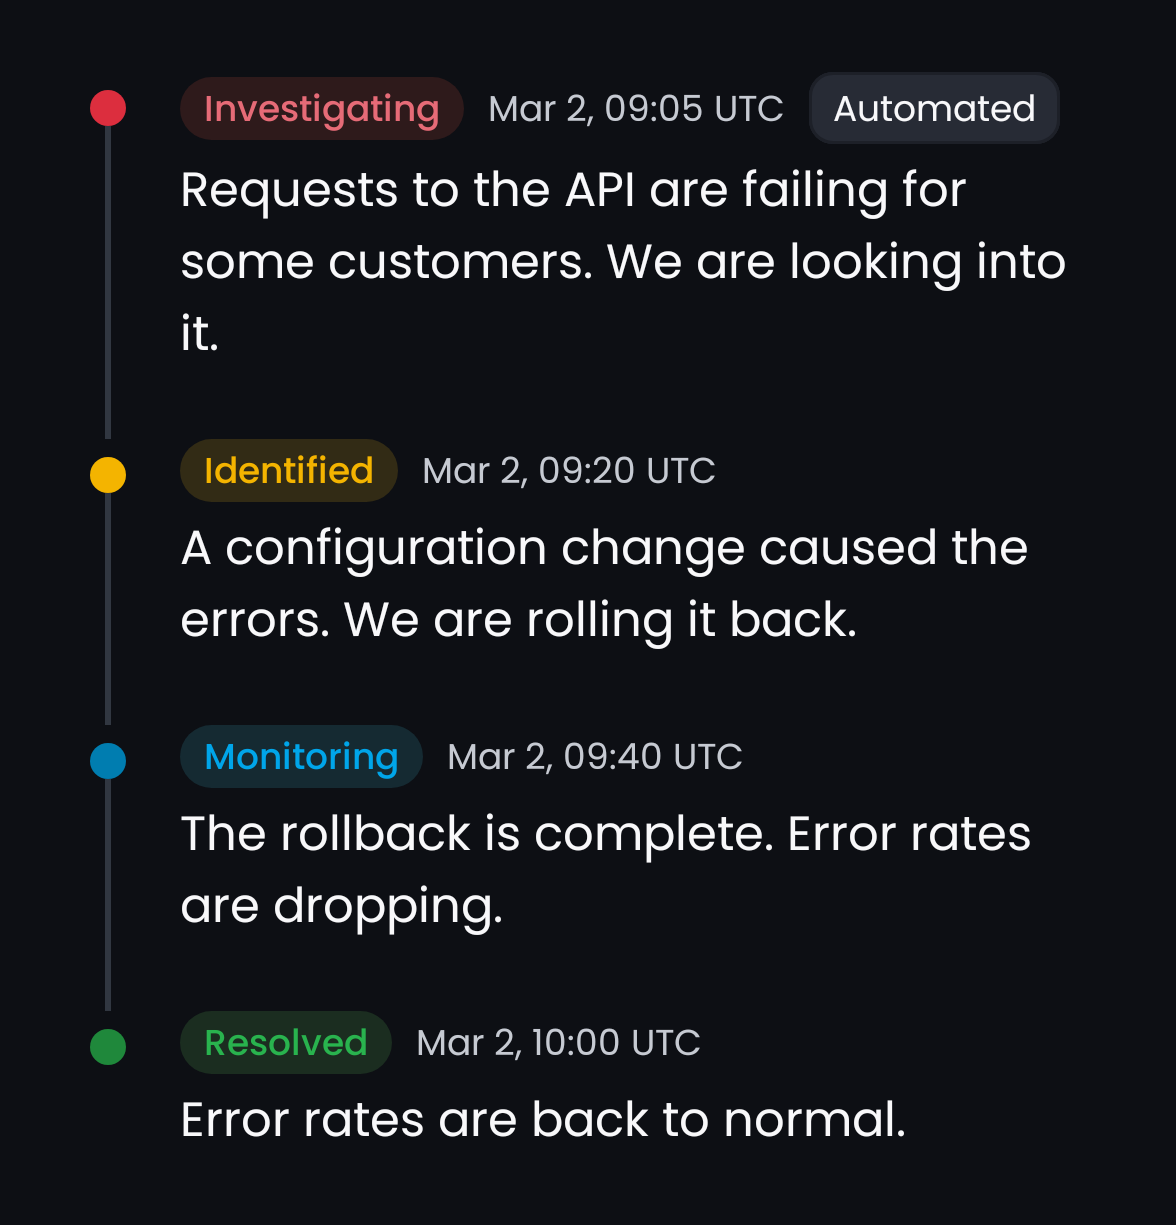 Investigating Mar 2, 09:05 UTC Automated
Requests to the API are failing for
some customers. We are looking into
it.
Identified Mar 2, 09:20 UTC
A configuration change caused the
errors. We are rolling it back.
Monitoring Mar 2, 09:40 UTC
The rollback is complete. Error rates
are dropping.
Resolved Mar 2, 10:00 UTC
Error rates are back to normal.